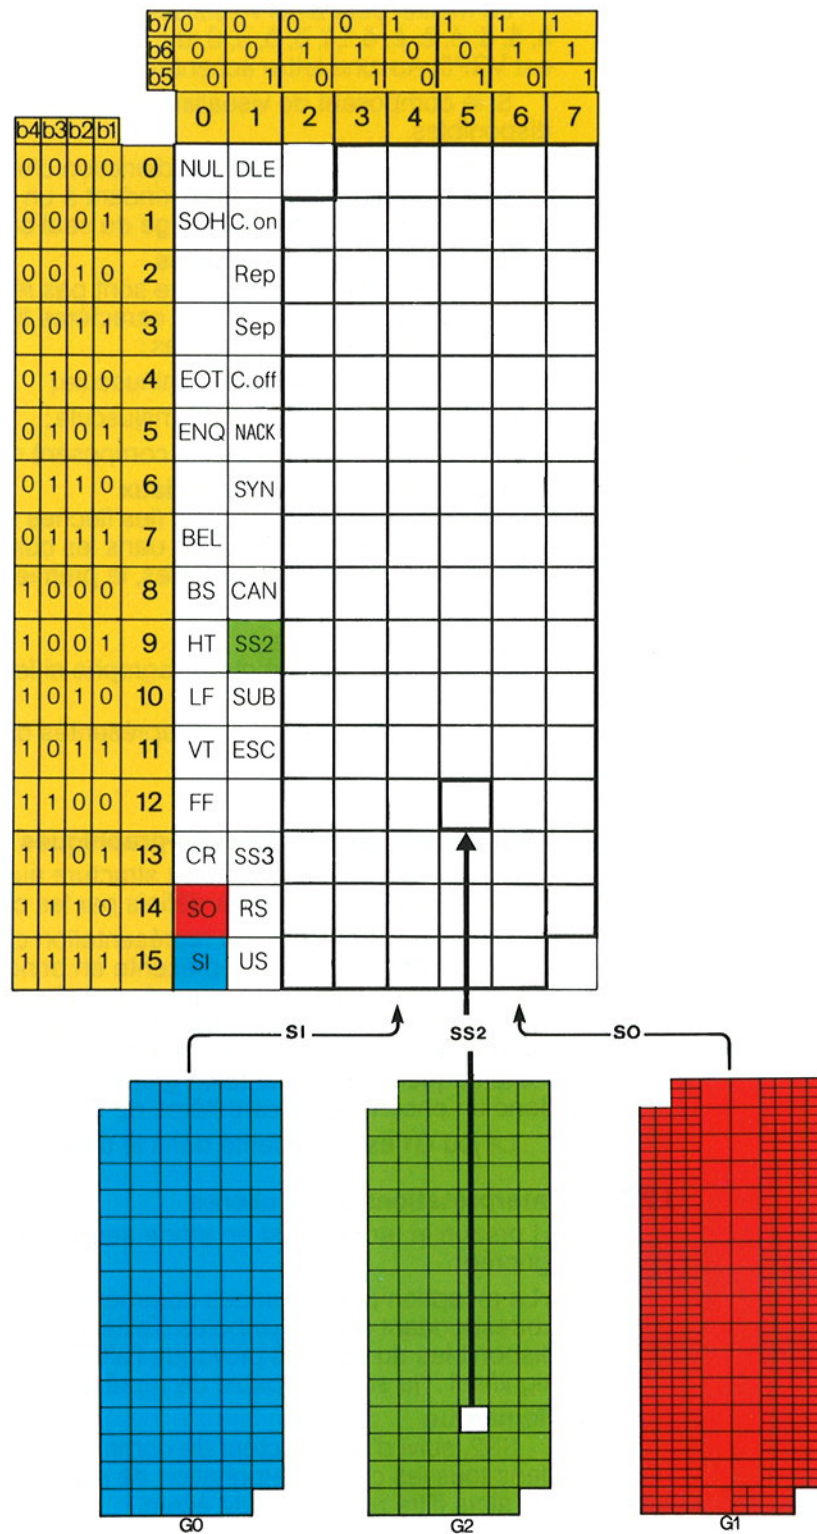 b7 0 0 0 0 1 1 1 1
b6 0 0 1 1 0 0 1 1
b5 0 1 0 1 0 1 0 1
0 1 2 3 4 5 6 7
b4 b3 b2 b1
0 0 0 0 0 NUL DLE
0 0 0 1 1 SOH C.on
0 0 1 0 2 Rep
0 0 1 1 3 Sep
0 1 0 0 4 EOT C.off
0 1 0 1 5 ENQ NACK
0 1 1 0 6 SYN
0 1 1 1 7 BEL
1 0 0 0 8 BS CAN
1 0 0 1 9 HT SS2
1 0 1 0 10 LF SUB
1 0 1 1 11 VT ESC
1 1 0 0 12 FF
1 1 0 1 13 CR SS3
1 1 1 0 14 SO RS
1 1 1 1 15 SI US
SI SS2 SO
G0 G2 G1